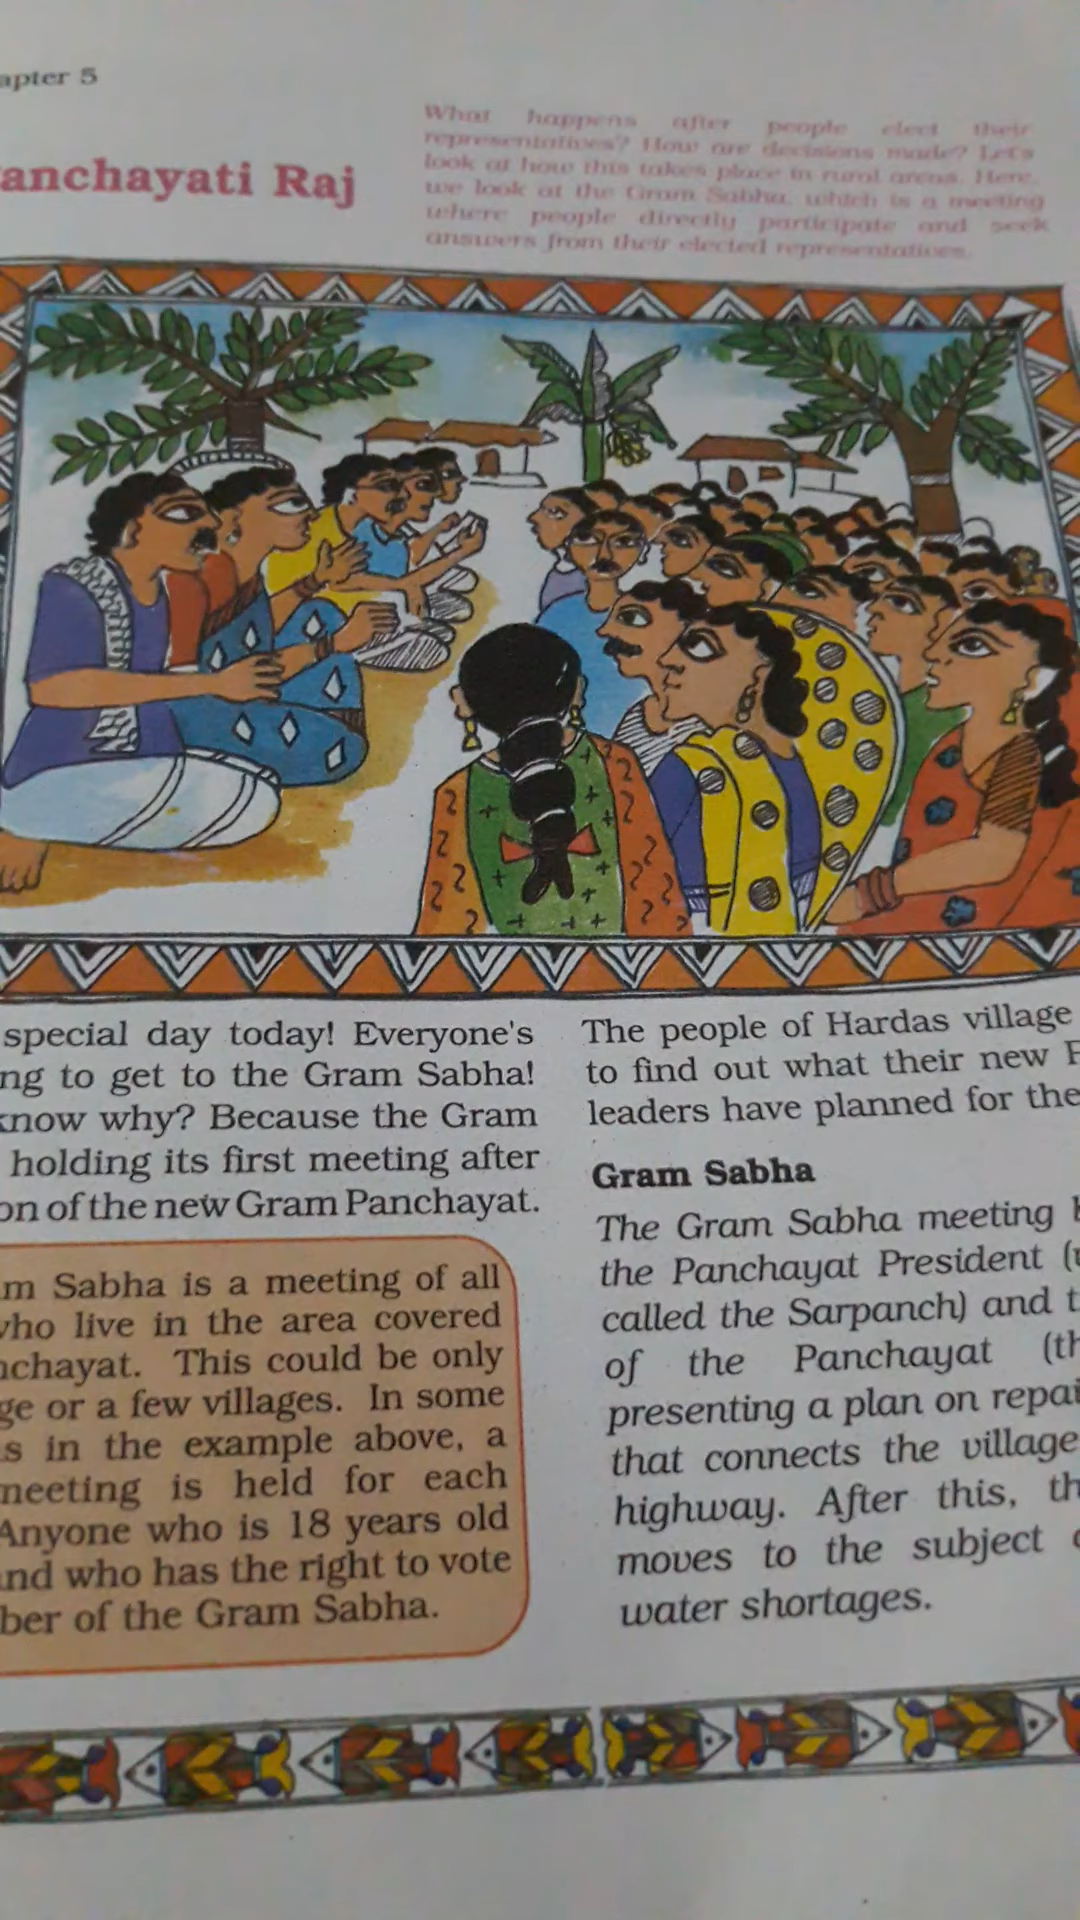 apter 5
anchayati Raj
What happens after people elect their
representatives? How are decisions made? Let's
look at how this takes place in rural areas. Here,
we look at the Gram Sabha, which is a meeting
where people directly participate and seek
answers from their elected representatives.
special day today! Everyone's
ng to get to the Gram Sabha!
know why? Because the Gram
holding its first meeting after
on of the new Gram Panchayat.
m Sabha is a meeting of all
who live in the area covered
nchayat. This could be only
ge or a few villages. In some
s in the example above, a
meeting is held for each
Anyone who is 18 years old
and who has the right to vote
ber of the Gram Sabha.
The people of Hardas village
to find out what their new
leaders have planned for the
Gram Sabha
The Gram Sabha meeting
the Panchayat President
called the Sarpanch) and
of the Panchayat (th
presenting a plan on repai
that connects the village
highway. After this, th
moves to the subject
water shortages.